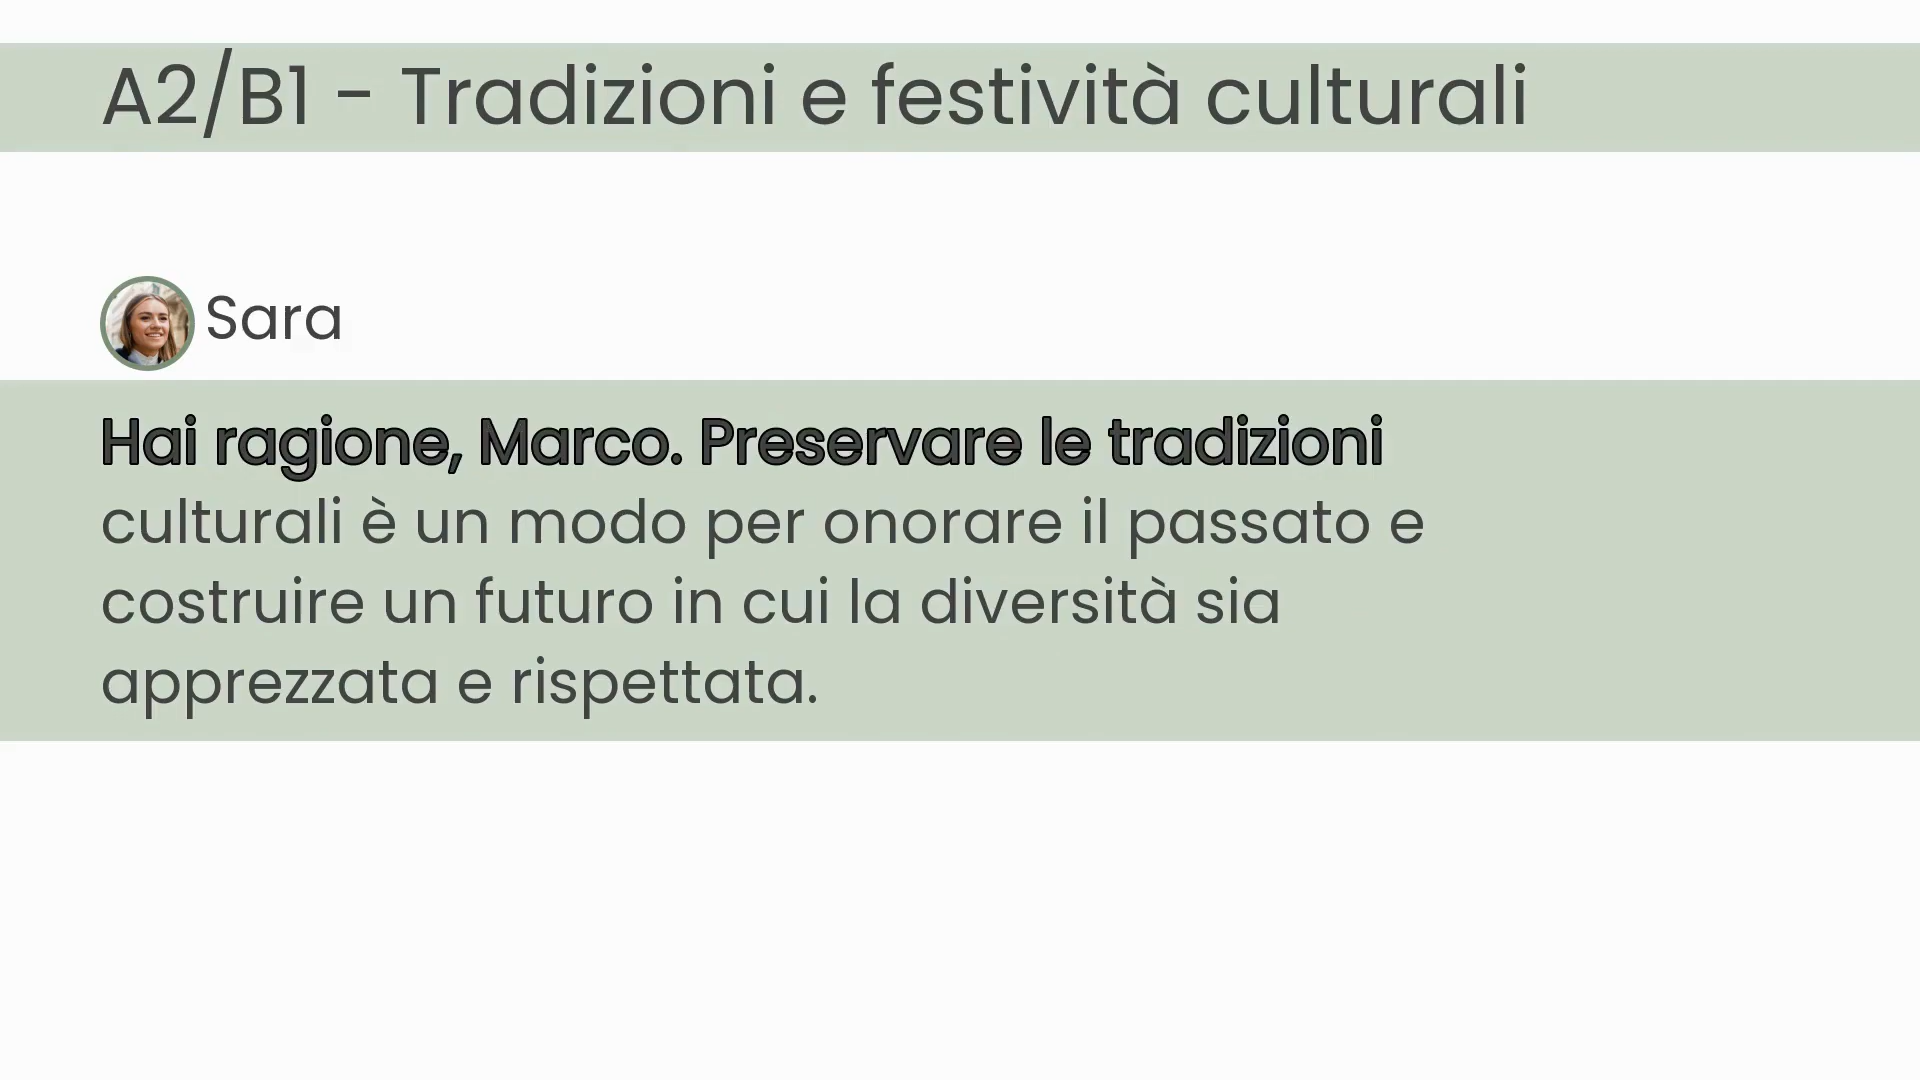 A2/B1 - Tradizioni e festività culturali
Sara
Hai ragione, Marco. Preservare le tradizioni
culturali è un modo per onorare il passato e
costruire un futuro in cui la diversità sia
apprezzata e rispettata.